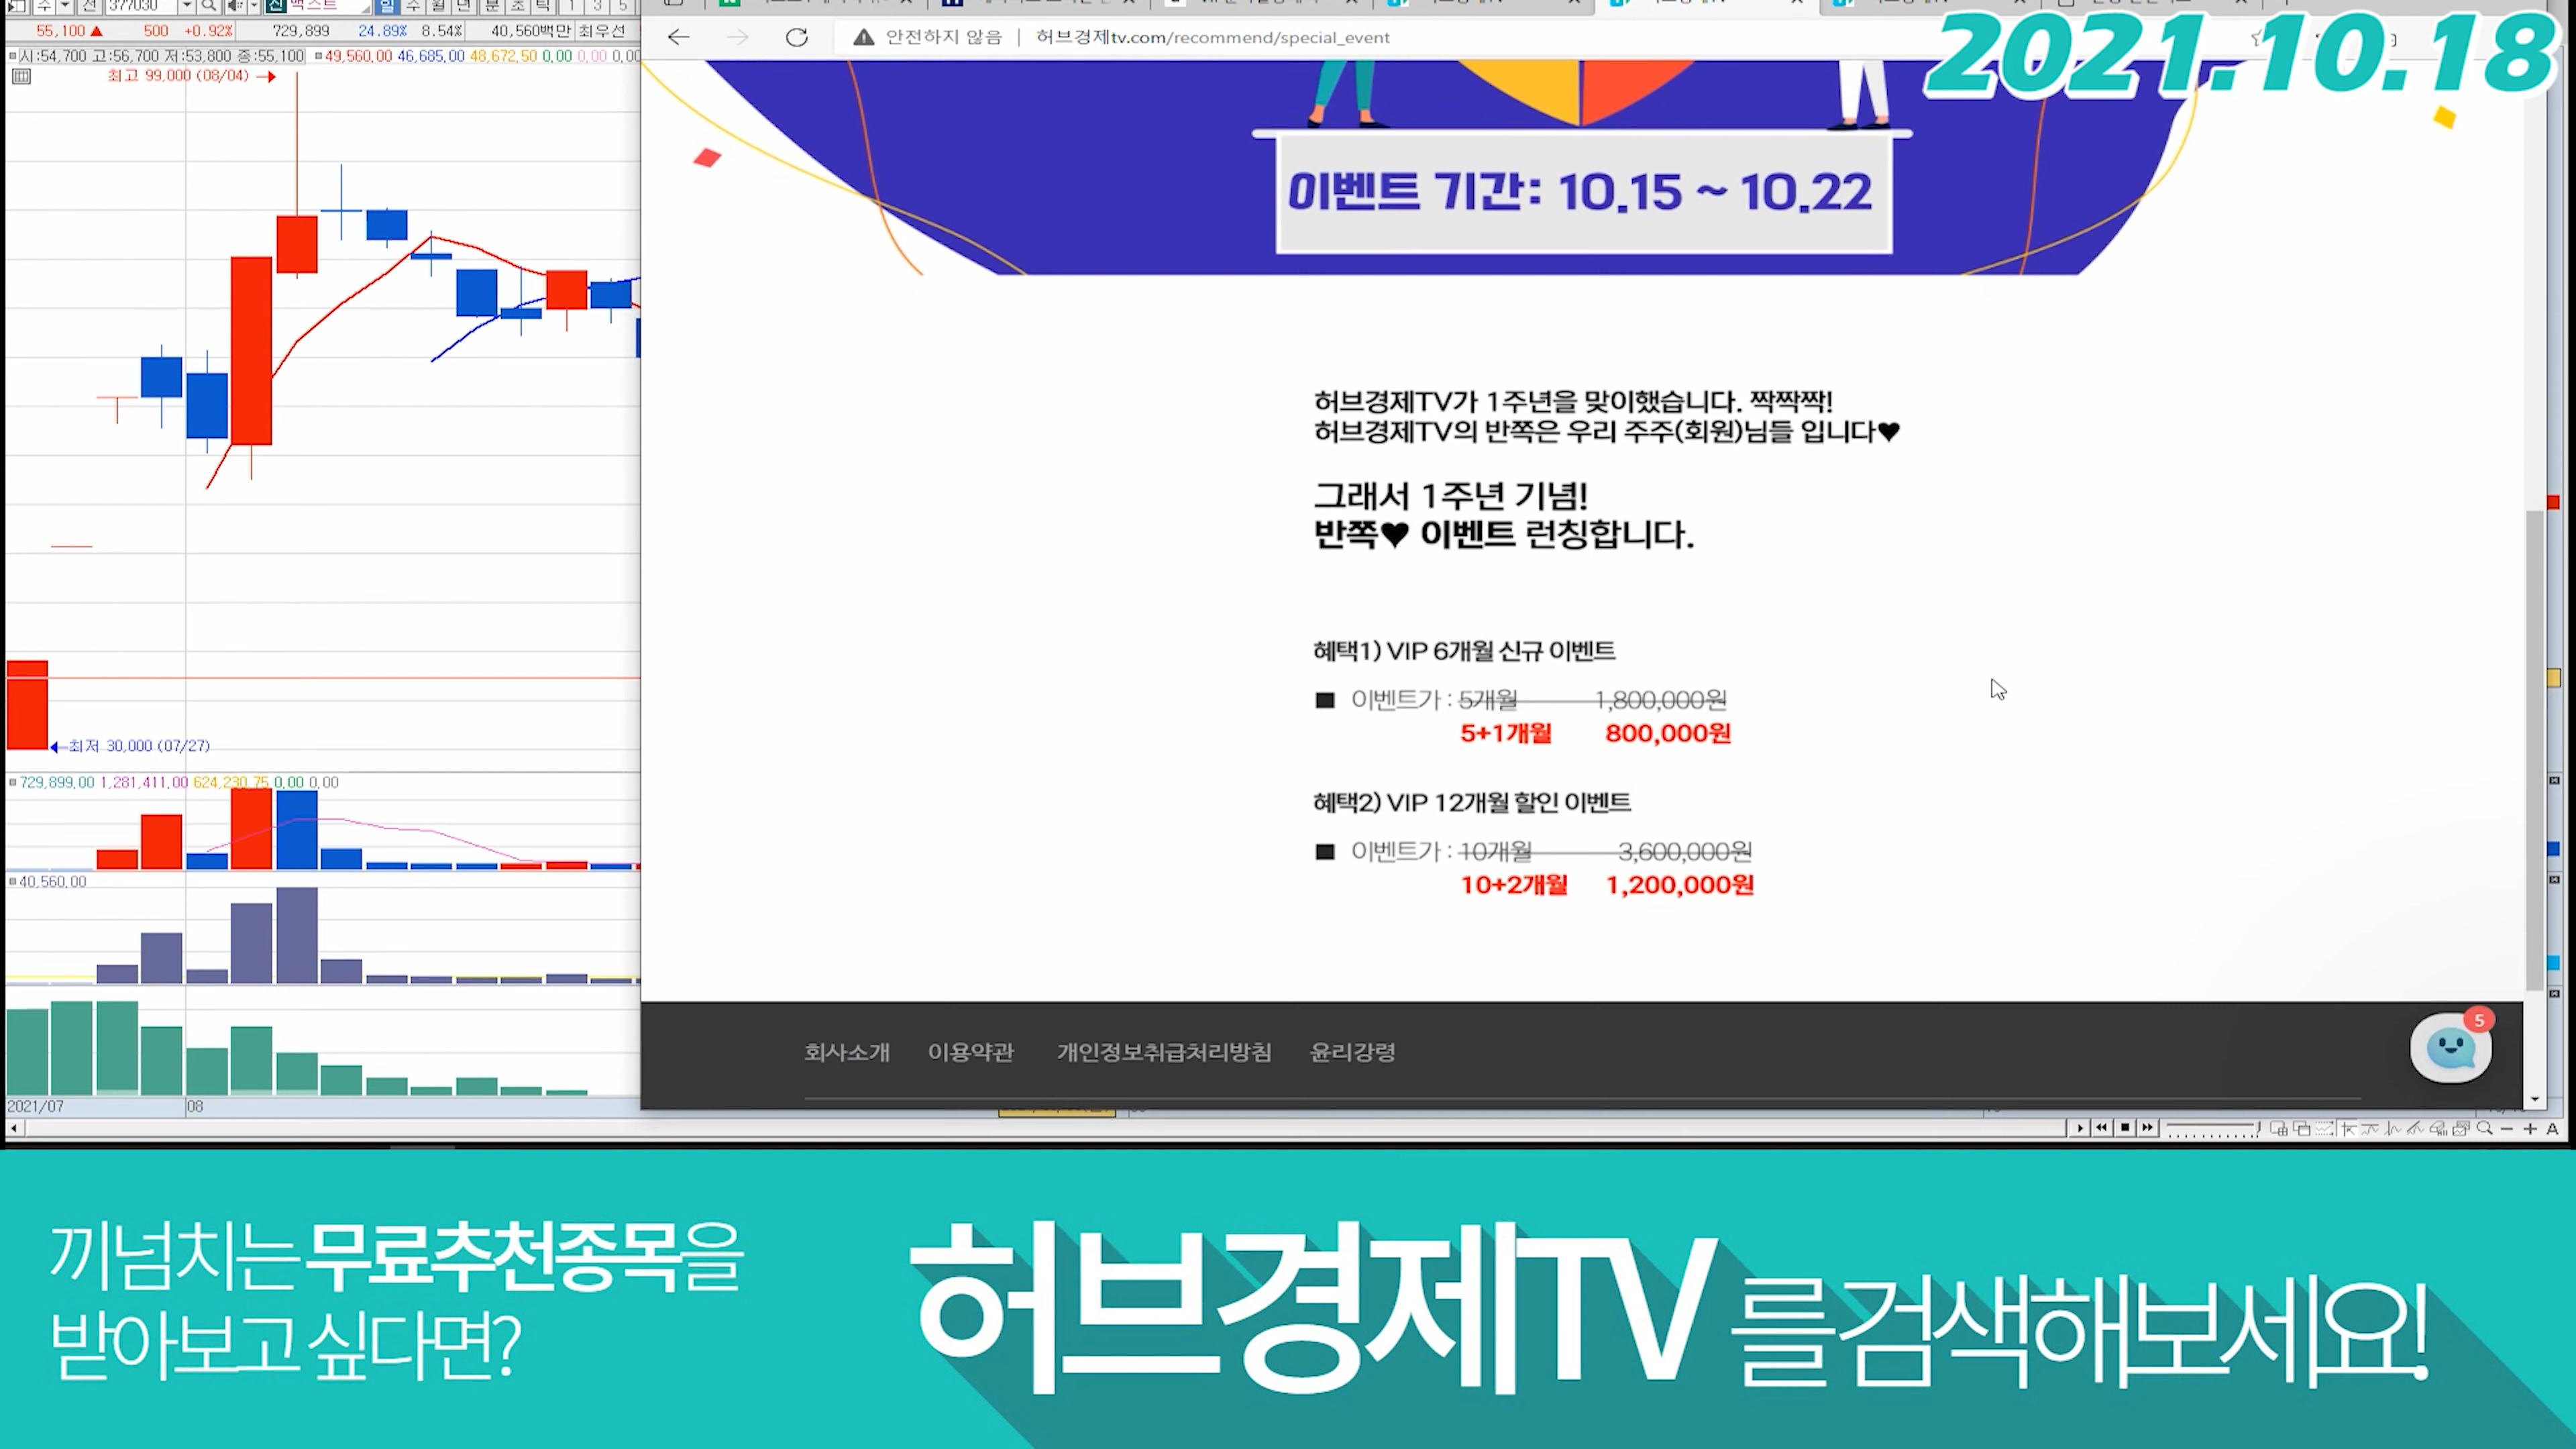 377030
맥스트
일 주 월 년 분 초 틱 1 3 5
55,100 ▲ 500 +0.92% 729,899 24.89% 8.54% 40,560백만 최우선
시:54,700 고:56,700 저:53,800 종:55,100 49,560,00 46,685,00 48,672,50 0,00 0,00 0,00
최고 99,000 (08/04) →
←최저 30,000 (07/27)
729,899,00 1,281,411,00 624,230,75 0,00 0,00
40,560,00
2021/07 08
안전하지 않음 | 허브경제tv.com/recommend/special_event
2021.10.18
이벤트 기간: 10.15 ~ 10.22
허브경제TV가 1주년을 맞이했습니다. 짝짝짝!
허브경제TV의 반쪽은 우리 주주(회원)님들 입니다♥
그래서 1주년 기념!
반쪽♥ 이벤트 런칭합니다.
혜택1) VIP 6개월 신규 이벤트
■ 이벤트가 : 5개월 1,800,000원
5+1개월 800,000원
혜택2) VIP 12개월 할인 이벤트
■ 이벤트가 : 10개월 3,600,000원
10+2개월 1,200,000원
회사소개 이용약관 개인정보취급처리방침 윤리강령
5
A
끼넘치는 무료추천종목을
받아보고 싶다면?
허브경제TV를 검색해보세요!